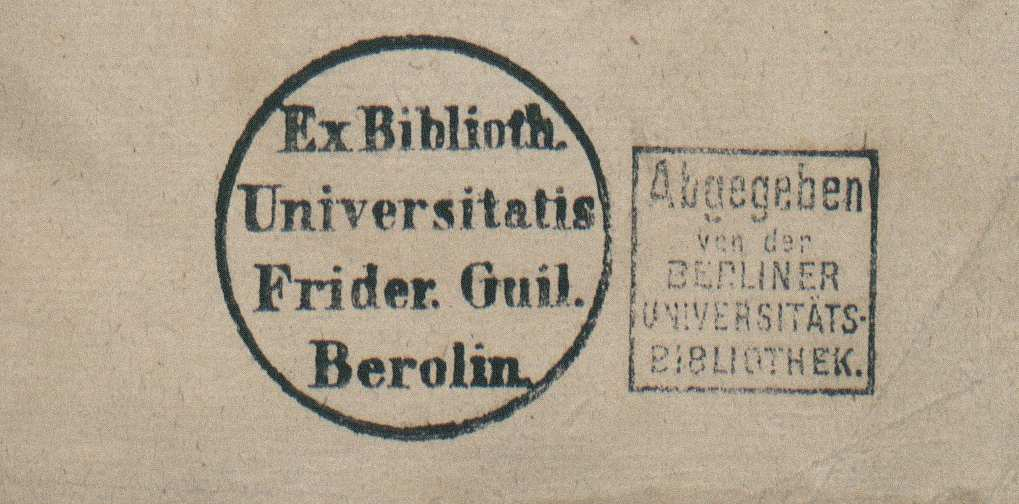 Ex Biblioth.
Universitatis
Frider. Guil.
Berolin.
Abgegeben
von der
BERLINER
UNIVERSITÄTS-
BIBLIOTHEK.